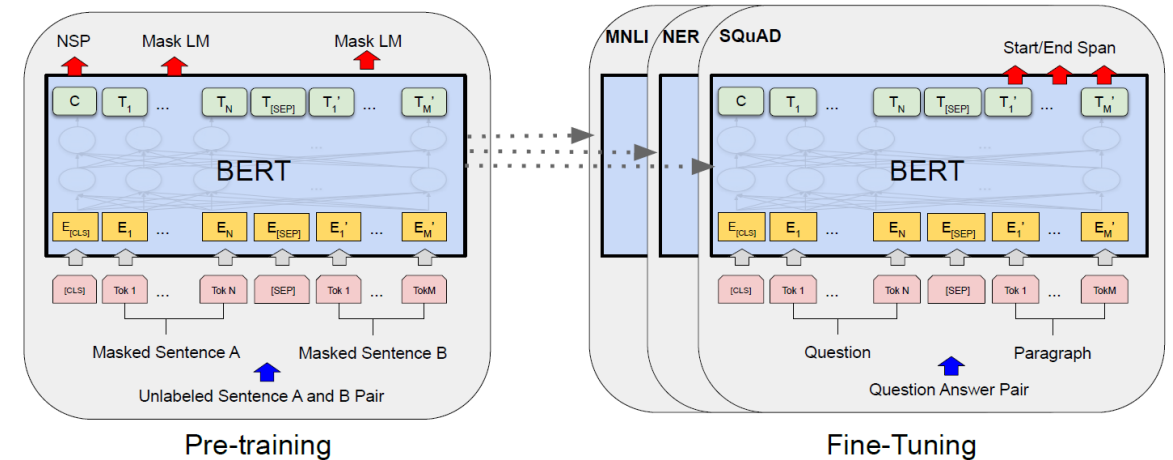 NSP Mask LM Mask LM
C T1 ... TN T[SEP] T1' ... TM'
...
BERT
...
E[CLS] E1 ... EN E[SEP] E1' ... EM'
[CLS] Tok 1 ... Tok N [SEP] Tok 1 ... TokM
Masked Sentence A Masked Sentence B
Unlabeled Sentence A and B Pair
Pre-training
MNLI NER SQuAD
Start/End Span
C T1 ... TN T[SEP] T1' ... TM'
...
BERT
...
E[CLS] E1 ... EN E[SEP] E1' ... EM'
[CLS] Tok 1 ... Tok N [SEP] Tok 1 ... TokM
Question Paragraph
Question Answer Pair
Fine-Tuning